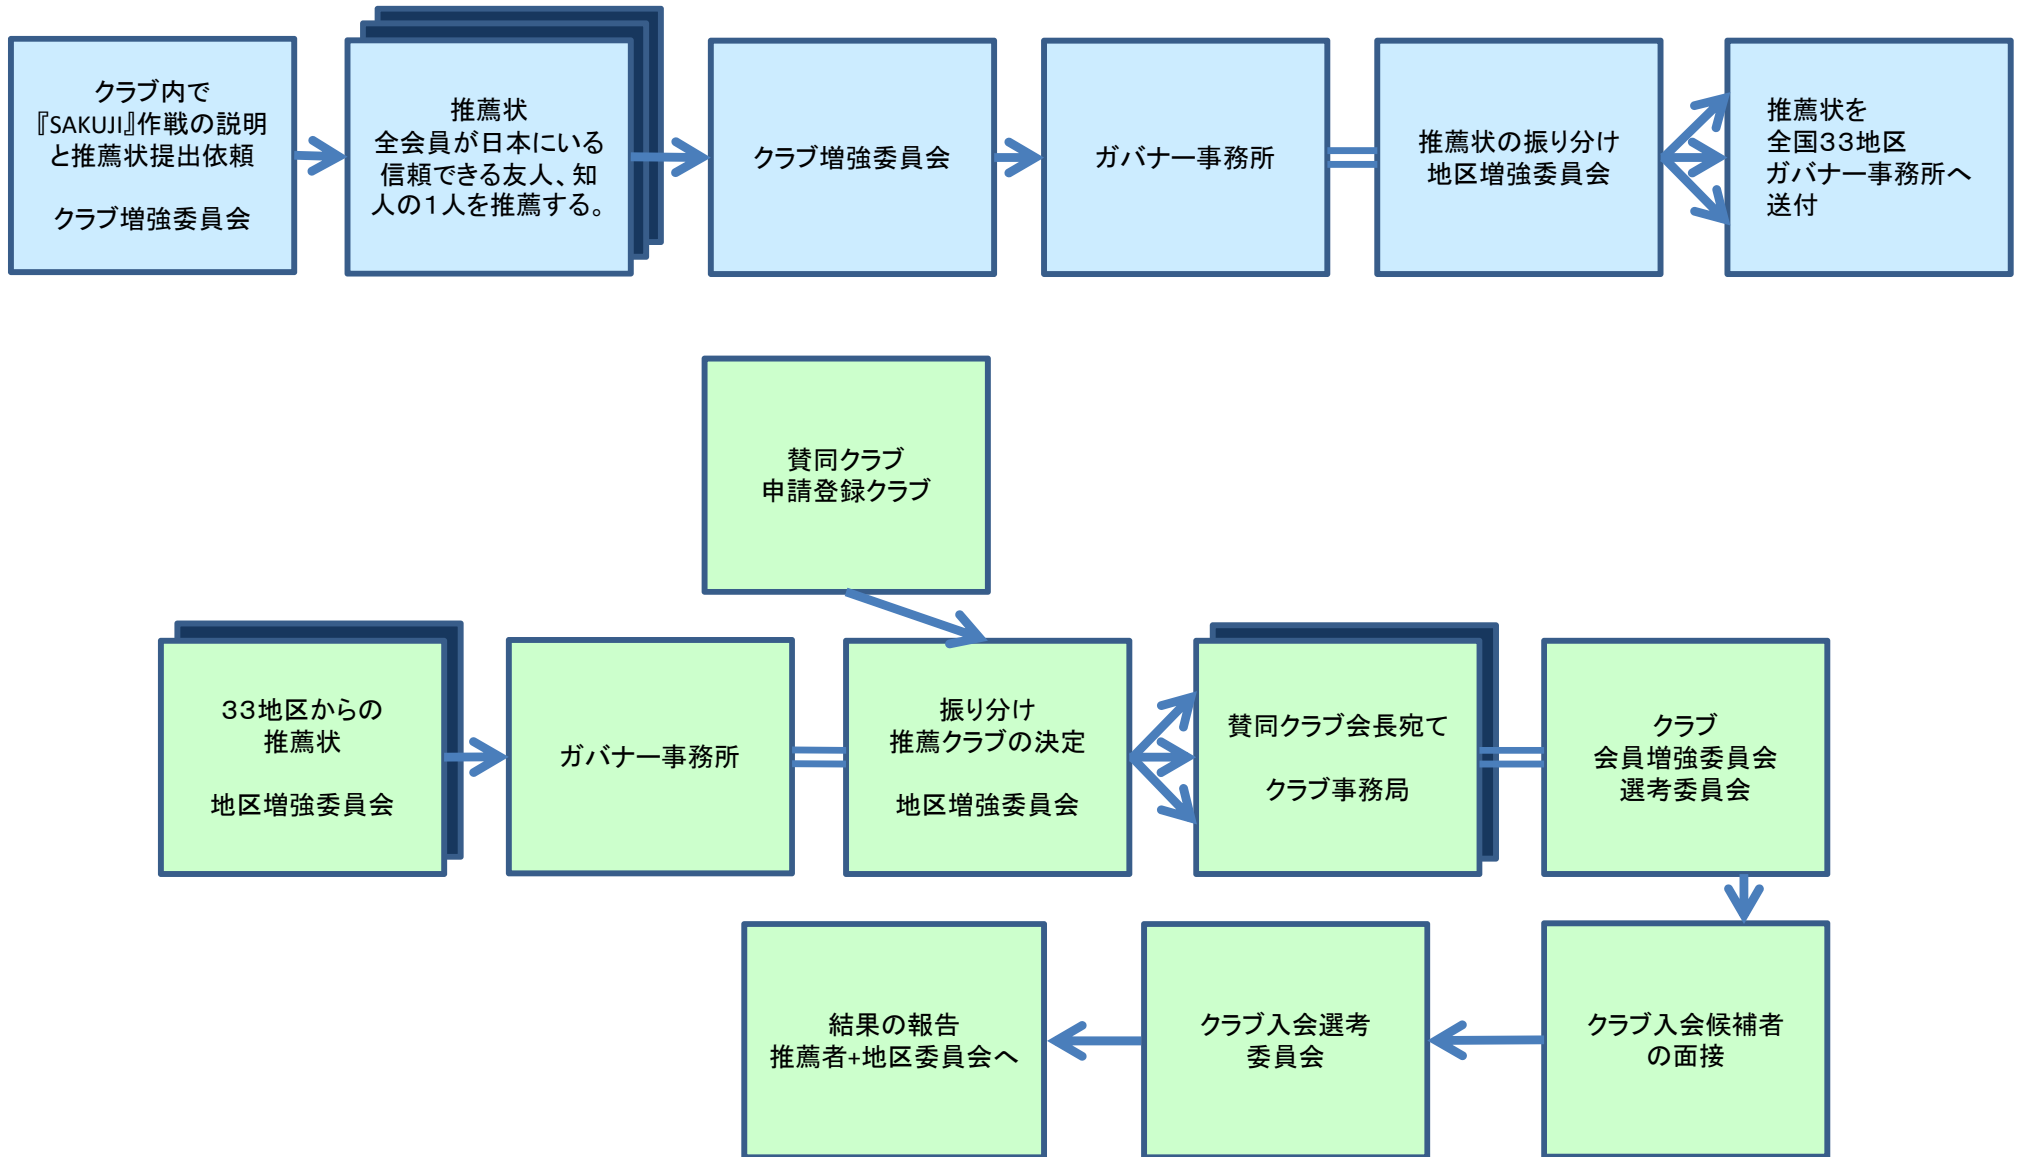 クラブ内で
『SAKUJI』作戦の説明
と推薦状提出依頼
クラブ増強委員会
推薦状
全会員が日本にいる
信頼できる友人、知
人の１人を推薦する。
クラブ増強委員会
ガバナー事務所
推薦状の振り分け
地区増強委員会
推薦状を
全国３３地区
ガバナー事務所へ
送付
賛同クラブ
申請登録クラブ
３３地区からの
推薦状
地区増強委員会
ガバナー事務所
振り分け
推薦クラブの決定
地区増強委員会
賛同クラブ会長宛て
クラブ事務局
クラブ
会員増強委員会
選考委員会
結果の報告
推薦者+地区委員会へ
クラブ入会選考
委員会
クラブ入会候補者
の面接